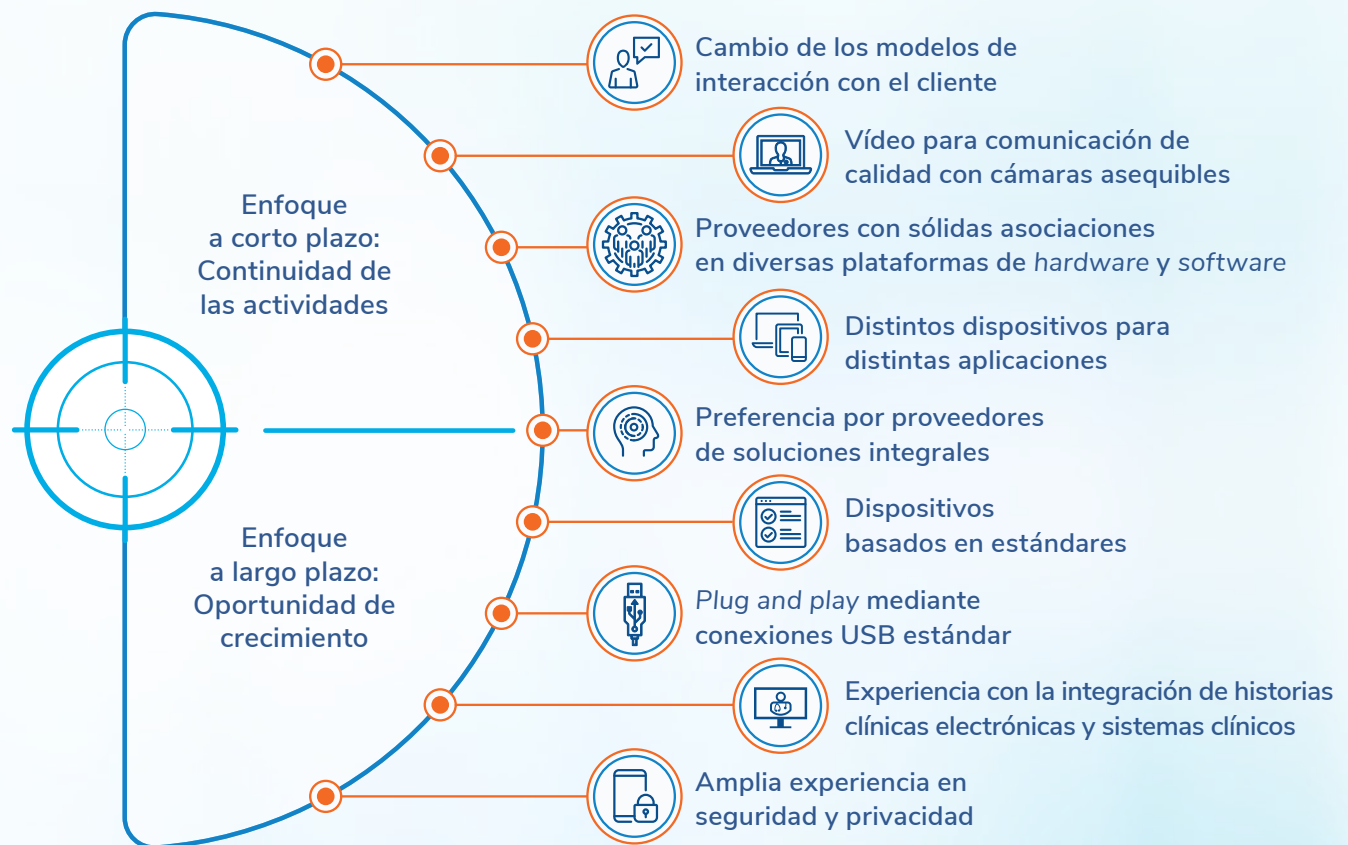 Enfoque
a corto plazo:
Continuidad de
las actividades
Enfoque
a largo plazo:
Oportunidad de
crecimiento
Cambio de los modelos de
interacción con el cliente
Vídeo para comunicación de
calidad con cámaras asequibles
Proveedores con sólidas asociaciones
en diversas plataformas de hardware y software
Distintos dispositivos para
distintas aplicaciones
Preferencia por proveedores
de soluciones integrales
Dispositivos
basados en estándares
Plug and play mediante
conexiones USB estándar
Experiencia con la integración de historias
clínicas electrónicas y sistemas clínicos
Amplia experiencia en
seguridad y privacidad